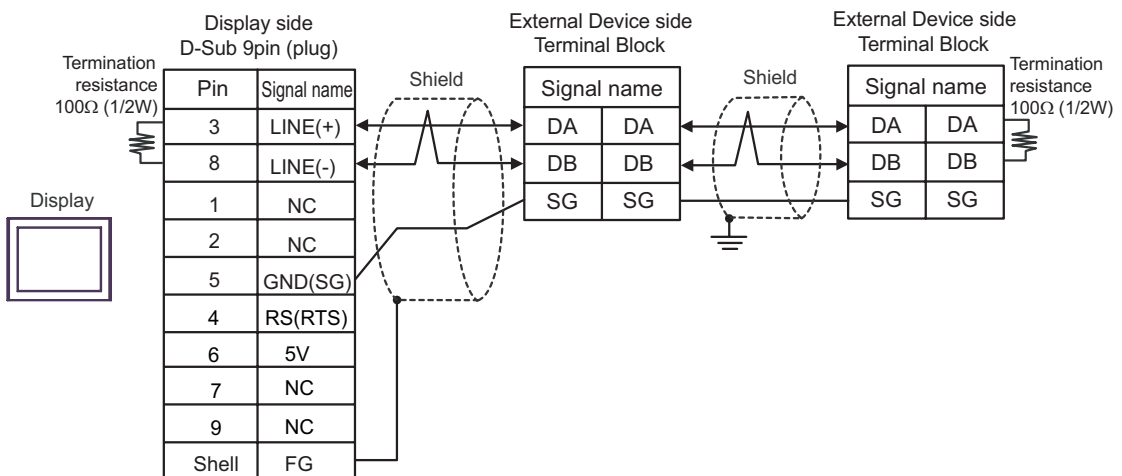 Display side
D-Sub 9pin (plug)
External Device side
Terminal Block
External Device side
Terminal Block
Termination
resistance
100Ω (1/2W)
Shield
Shield
Termination
resistance
100Ω (1/2W)
Pin Signal name
3 LINE(+)
8 LINE(-)
1 NC
2 NC
5 GND(SG)
4 RS(RTS)
6 5V
7 NC
9 NC
Shell FG
Signal name
DA DA
DB DB
SG SG
Signal name
DA DA
DB DB
SG SG
Display